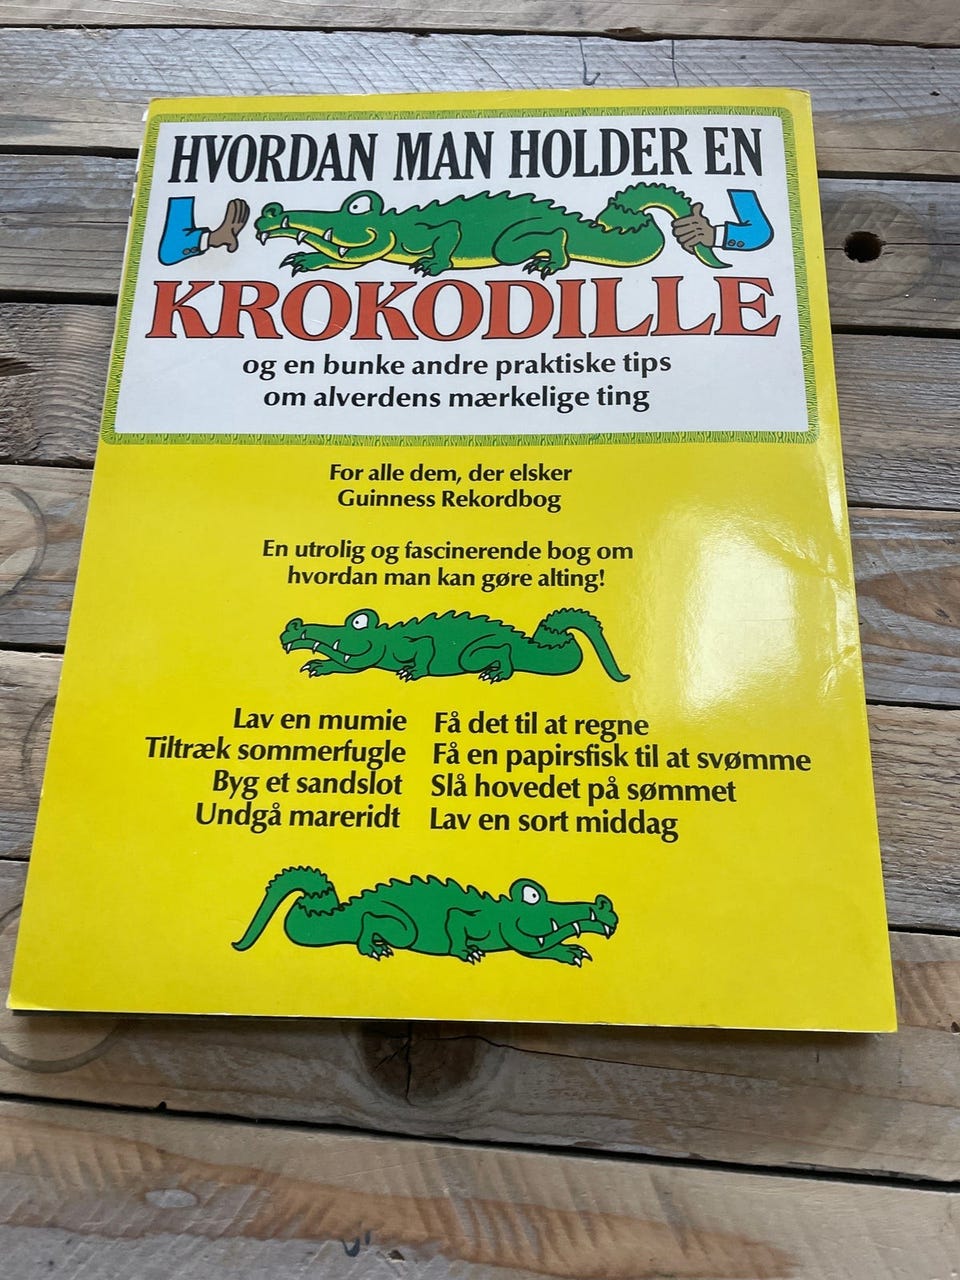 HVORDAN MAN HOLDER EN
KROKODILLE
og en bunke andre praktiske tips
om alverdens mærkelige ting
For alle dem, der elsker
Guinness Rekordbog
En utrolig og fascinerende bog om
hvordan man kan gøre alting!
Lav en mumie
Tiltræk sommerfugle
Byg et sandslot
Undgå mareridt
Få det til at regne
Få en papirsfisk til at svømme
Slå hovedet på sømmet
Lav en sort middag